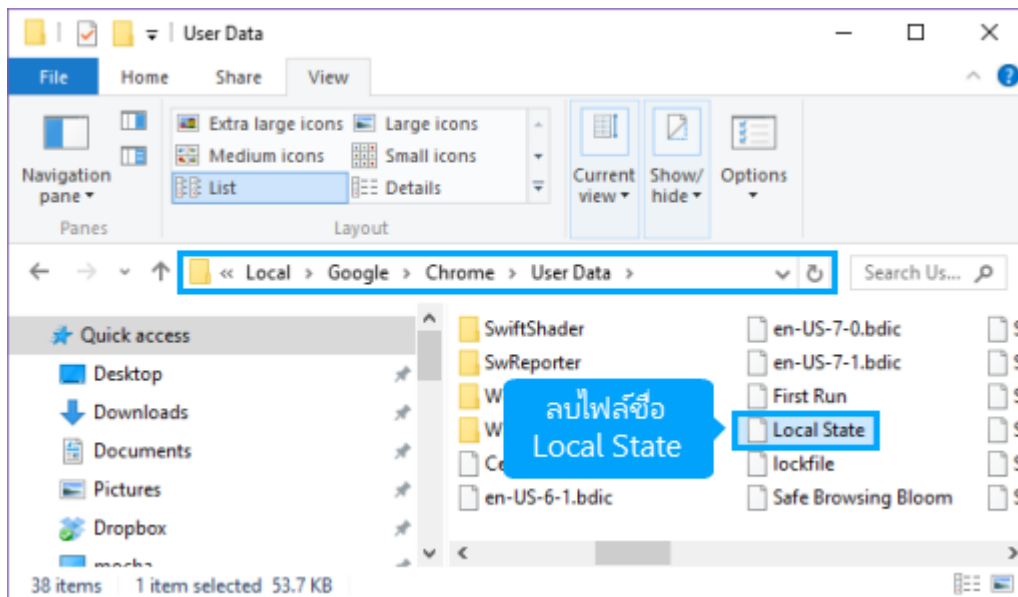 User Data
File Home Share View
Navigation pane
Extra large icons Large icons
Medium icons Small icons
List Details
Current view
Show/ hide
Options
Panes Layout
« Local > Google > Chrome > User Data >
Search Us...
Quick access
Desktop
Downloads
Documents
Pictures
Dropbox
SwiftShader
SwReporter
W
W
Ce
en-US-6-1.bdic
ลบไฟล์ชื่อ
Local State
en-US-7-0.bdic
en-US-7-1.bdic
First Run
Local State
lockfile
Safe Browsing Bloom
38 items 1 item selected 53.7 KB